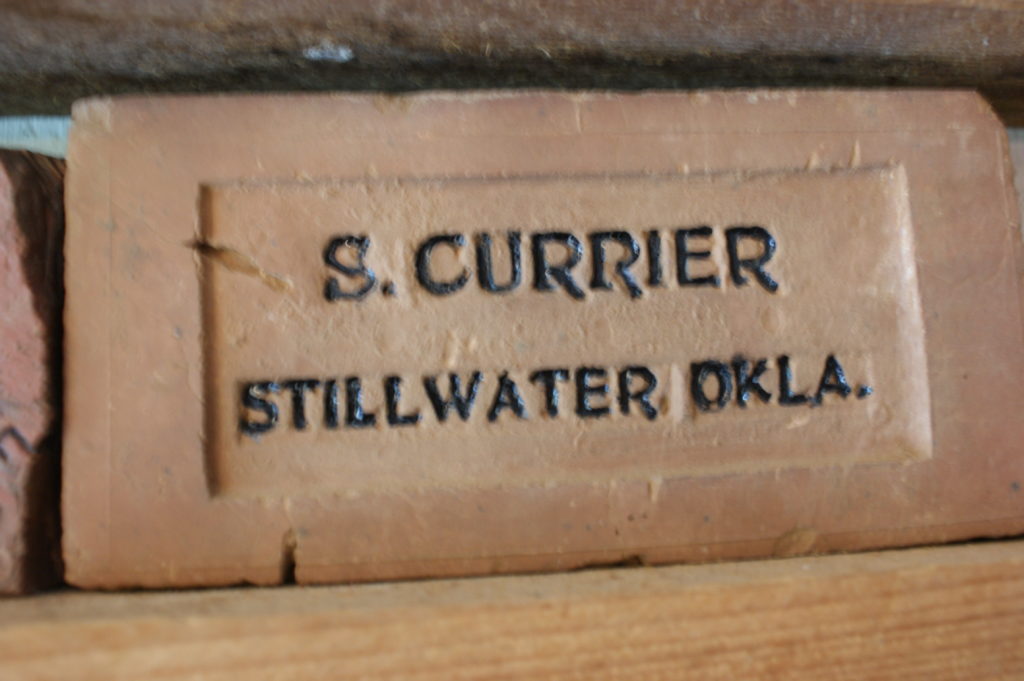 S. CURRIER
STILLWATER OKLA.